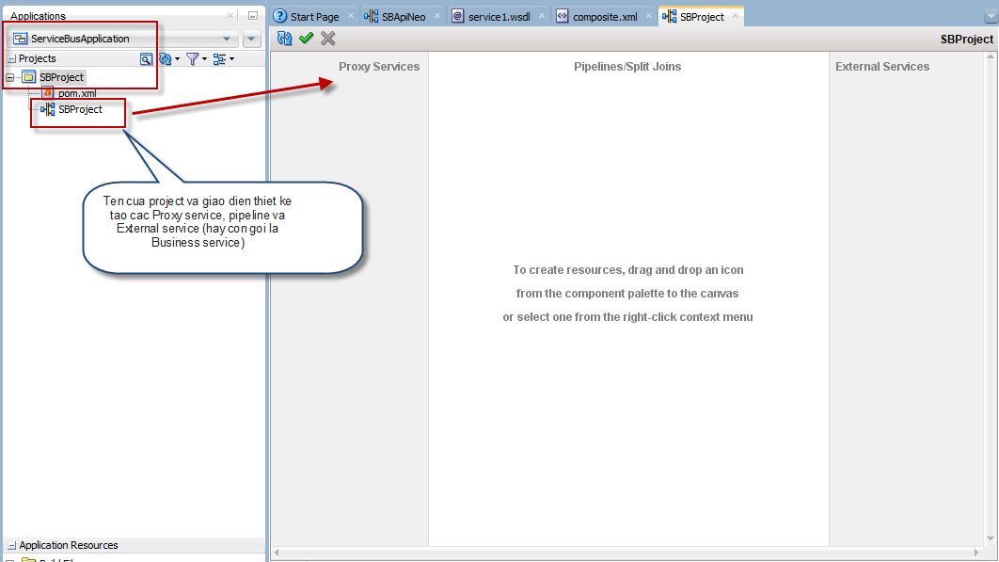 Applications
Start Page
SBApiNeo
service1.wsdl
composite.xml
SBProject
ServiceBusApplication
SBProject
Projects
Proxy Services
Pipelines/Split Joins
External Services
SBProject
pom.xml
SBProject
Ten cua project va giao dien thiet ke
tao cac Proxy service, pipeline va
External service (hay con goi la
Business service)
To create resources, drag and drop an icon
from the component palette to the canvas
or select one from the right-click context menu
Application Resources